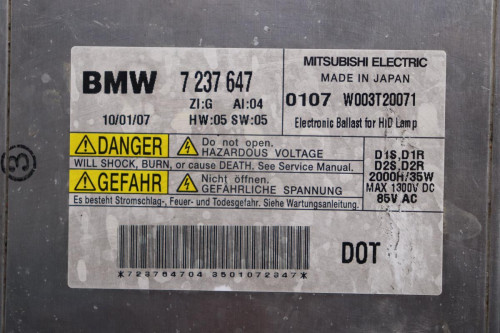 BMW 7 237 647
ZI:G AI:04
10/01/07 HW:05 SW:05
MITSUBISHI ELECTRIC
MADE IN JAPAN
0107 W003T20071
Electronic Ballast for HID Lamp
DANGER Do not open.
HAZARDOUS VOLTAGE
WILL SHOCK, BURN, or cause DEATH. See Service Manual.
GEFAHR Nicht öffnen.
GEFÄHRLICHE SPANNUNG
Es besteht Stromschlag-, Feuer- und Todesgefahr. Siehe Wartungsanleitung.
D1S,D1R
D2S,D2R
2000H/35W
MAX 1300V DC
85V AC
*723764704 3501072347*
DOT
3